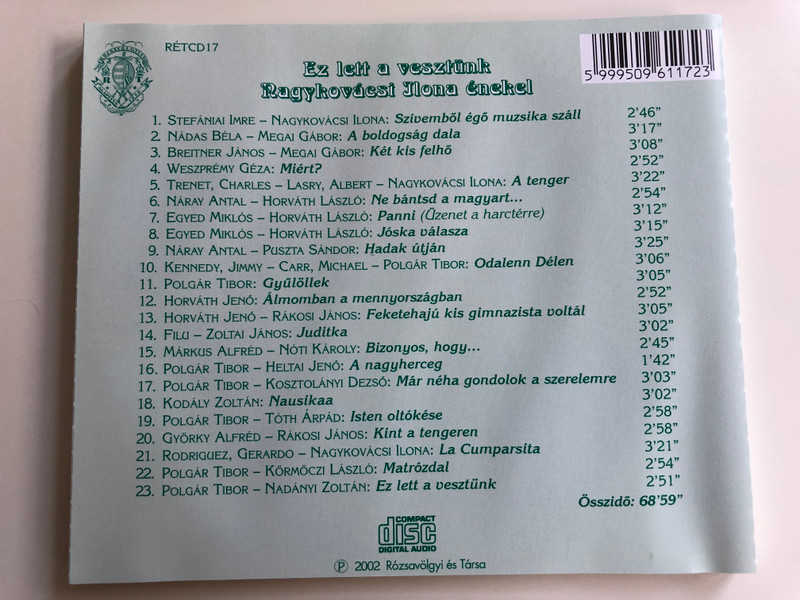 RÉTCD17
Ez lett a vesztünk
Nagykovácsi Ilona énekel
5 999509 611723
1. STEFÁNIAI IMRE – NAGYKOVÁCSI ILONA: Szívemből égő muzsika száll 2'46"
2. NÁDAS BÉLA – MEGAI GÁBOR: A boldogság dala 3'17"
3. BREITNER JÁNOS – MEGAI GÁBOR: Két kis felhő 3'08"
4. WESZPRÉMY GÉZA: Miért? 2'52"
5. TRENET, CHARLES – LASRY, ALBERT – NAGYKOVÁCSI ILONA: A tenger 3'22"
6. NÁRAY ANTAL – HORVÁTH LÁSZLÓ: Ne bántsd a magyart... 2'54"
7. EGYED MIKLÓS – HORVÁTH LÁSZLÓ: Panni (Üzenet a harctérre) 3'12"
8. EGYED MIKLÓS – HORVÁTH LÁSZLÓ: Jóska válasza 3'15"
9. NÁRAY ANTAL – PUSZTA SÁNDOR: Hadak útján 3'25"
10. KENNEDY, JIMMY – CARR, MICHAEL – POLGÁR TIBOR: Odalenn Délen 3'06"
11. POLGÁR TIBOR: Gyűlöllek 3'05"
12. HORVÁTH JENŐ: Álmomban a mennyországban 2'52"
13. HORVÁTH JENŐ – RÁKOSI JÁNOS: Feketehajú kis gimnazista voltál 3'05"
14. FILU – ZOLTAI JÁNOS: Juditka 3'02"
15. MÁRKUS ALFRÉD – NÓTI KÁROLY: Bizonyos, hogy... 2'45"
16. POLGÁR TIBOR – HELTAI JENŐ: A nagyherceg 1'42"
17. POLGÁR TIBOR – KOSZTOLÁNYI DEZSŐ: Már néha gondolok a szerelemre 3'03"
18. KODÁLY ZOLTÁN: Nausikaa 3'02"
19. POLGÁR TIBOR – TÓTH ÁRPÁD: Isten oltókése 2'58"
20. GYÖRKY ALFRÉD – RÁKOSI JÁNOS: Kint a tengeren 2'58"
21. RODRIGUEZ, GERARDO – NAGYKOVÁCSI ILONA: La Cumparsita 3'21"
22. POLGÁR TIBOR – KÖRMÖCZI LÁSZLÓ: Matrózdal 2'54"
23. POLGÁR TIBOR – NADÁNYI ZOLTÁN: Ez lett a vesztünk 2'51"
Összidő: 68'59"
COMPACT
disc
DIGITAL AUDIO
Ⓟ 2002 Rózsavölgyi és Társa